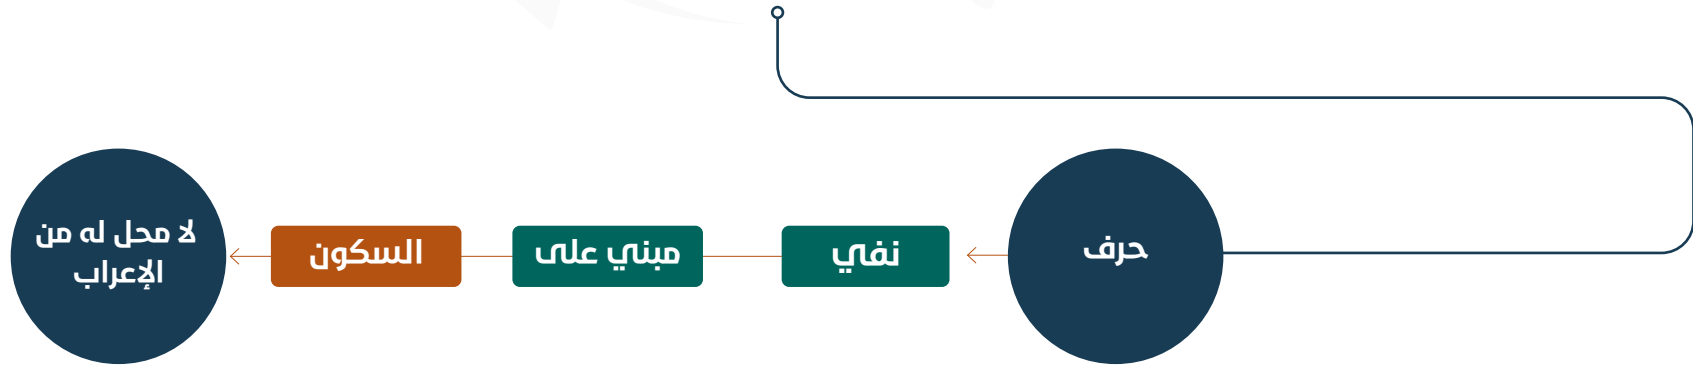 حرف
نفي
مبني على
السكون
لا محل له من
الإعراب